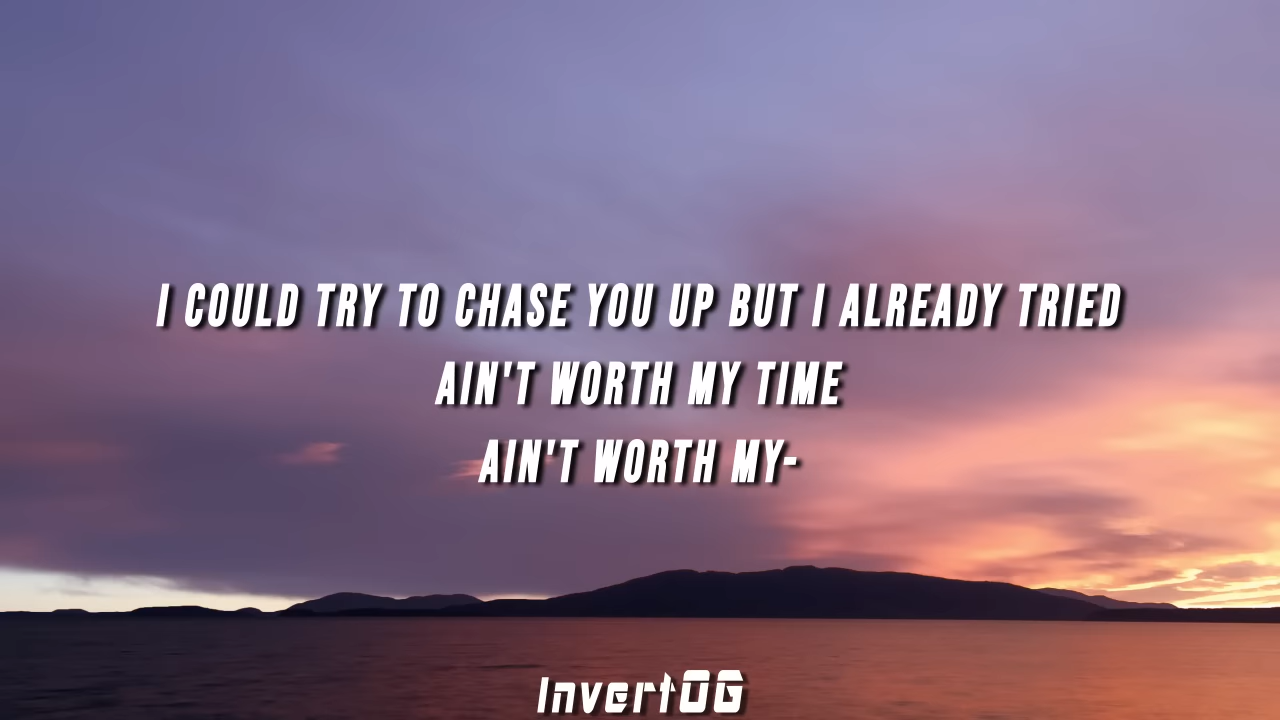 I COULD TRY TO CHASE YOU UP BUT I ALREADY TRIED
AIN'T WORTH MY TIME
AIN'T WORTH MY-
InvertOG